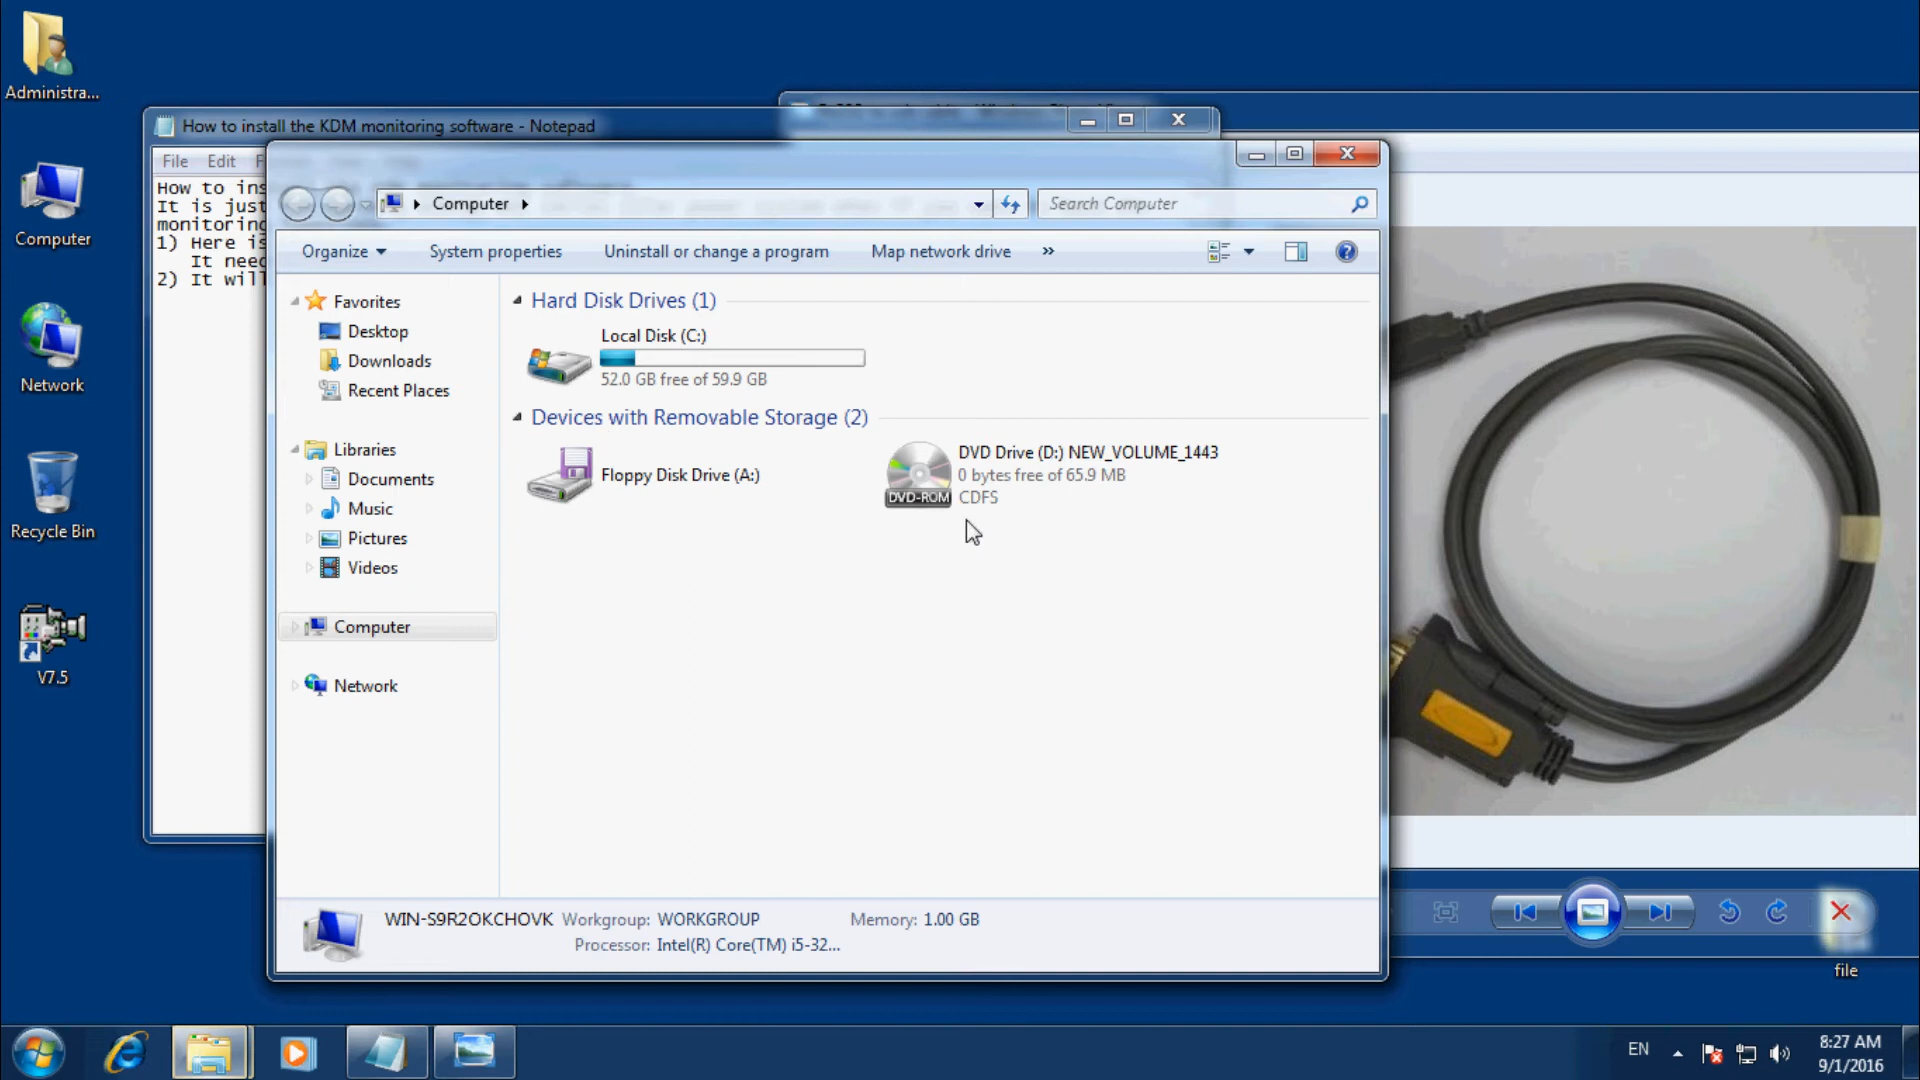 Administra...
Computer
Network
Recycle Bin
V7.5
How to install the KDM monitoring software - Notepad
File Edit F
How to ins
It is just
monitoring
1) Here is
It need
2) It will
Computer
Search Computer
Organize
System properties
Uninstall or change a program
Map network drive
»
Favorites
Desktop
Downloads
Recent Places
Libraries
Documents
Music
Pictures
Videos
Computer
Network
Hard Disk Drives (1)
Local Disk (C:)
52.0 GB free of 59.9 GB
Devices with Removable Storage (2)
Floppy Disk Drive (A:)
DVD Drive (D:) NEW_VOLUME_1443
0 bytes free of 65.9 MB
CDFS
DVD-ROM
WIN-S9R2OKCHOVK Workgroup: WORKGROUP Memory: 1.00 GB
Processor: Intel(R) Core(TM) i5-32...
file
EN
8:27 AM
9/1/2016